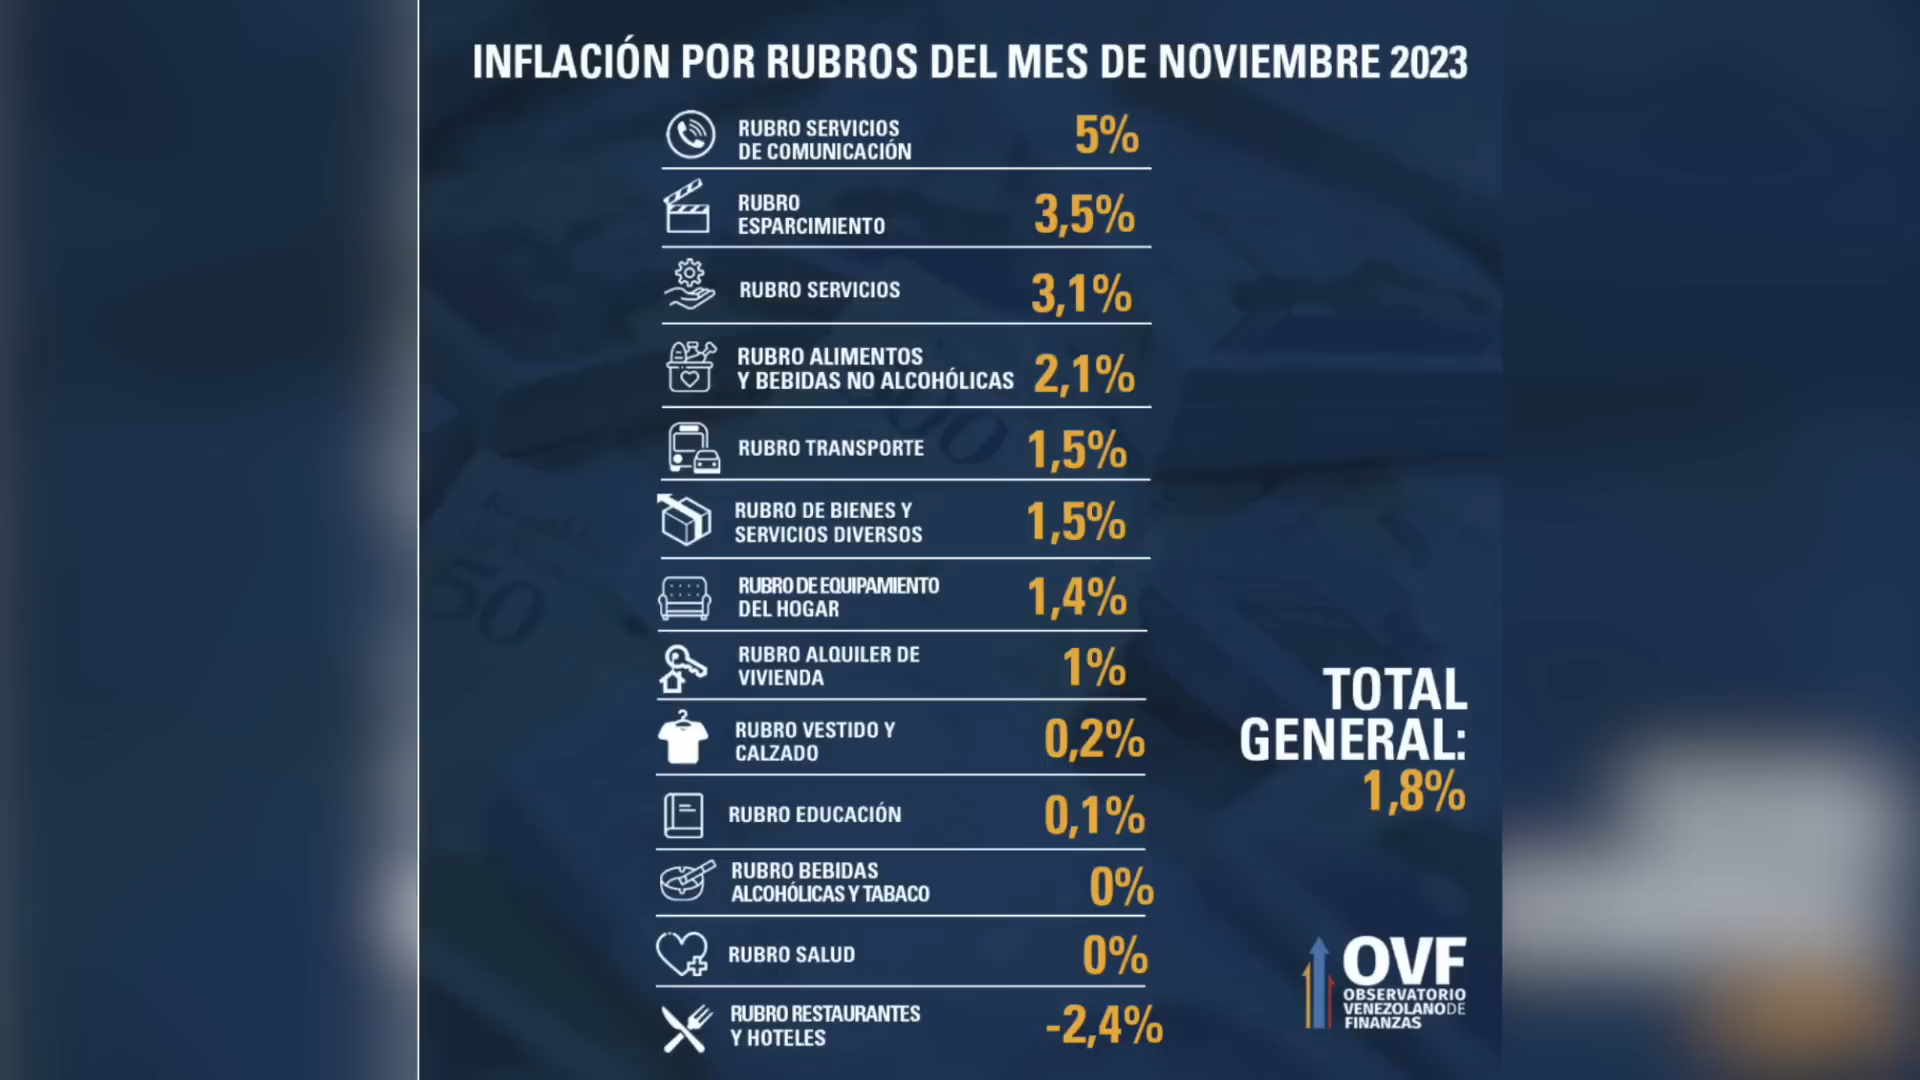 INFLACIÓN POR RUBROS DEL MES DE NOVIEMBRE 2023
RUBRO SERVICIOS
DE COMUNICACIÓN
5%
RUBRO
ESPARCIMIENTO
3,5%
RUBRO SERVICIOS
3,1%
RUBRO ALIMENTOS
Y BEBIDAS NO ALCOHÓLICAS
2,1%
RUBRO TRANSPORTE
1,5%
RUBRO DE BIENES Y
SERVICIOS DIVERSOS
1,5%
RUBRO DE EQUIPAMIENTO
DEL HOGAR
1,4%
RUBRO ALQUILER DE
VIVIENDA
1%
RUBRO VESTIDO Y
CALZADO
0,2%
RUBRO EDUCACIÓN
0,1%
RUBRO BEBIDAS
ALCOHÓLICAS Y TABACO
0%
RUBRO SALUD
0%
RUBRO RESTAURANTES
Y HOTELES
-2,4%
TOTAL
GENERAL:
1,8%
OVF
OBSERVATORIO
VENEZOLANO DE
FINANZAS
50